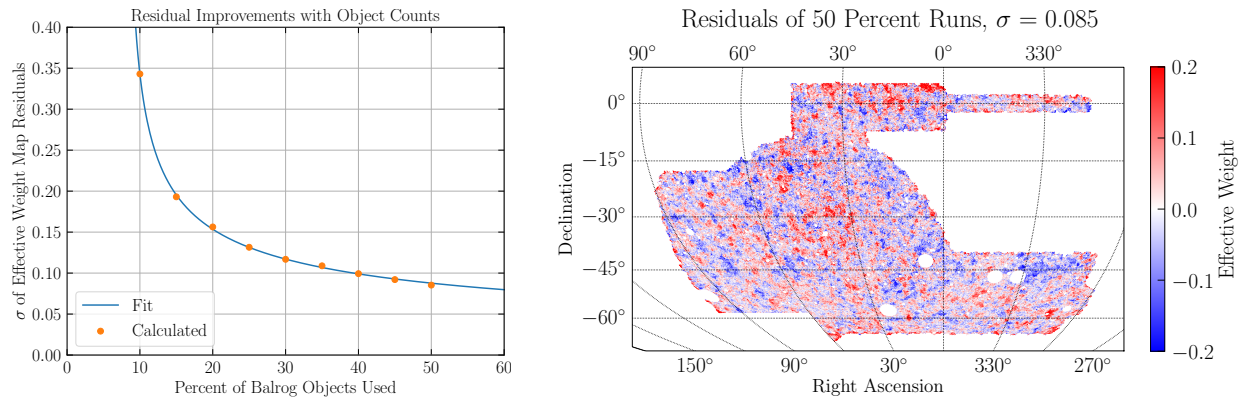 Residual Improvements with Object Counts
0.40
0.35
0.30
0.25
0.20
0.15
0.10
0.05
0.00
σ of Effective Weight Map Residuals
Fit
Calculated
0 10 20 30 40 50 60
Percent of Balrog Objects Used
Residuals of 50 Percent Runs, σ = 0.085
90° 60° 30° 0° 330°
0°
−15°
−30°
−45°
−60°
Declination
150° 90° 30° 330° 270°
Right Ascension
0.2
0.1
0.0
−0.1
−0.2
Effective Weight